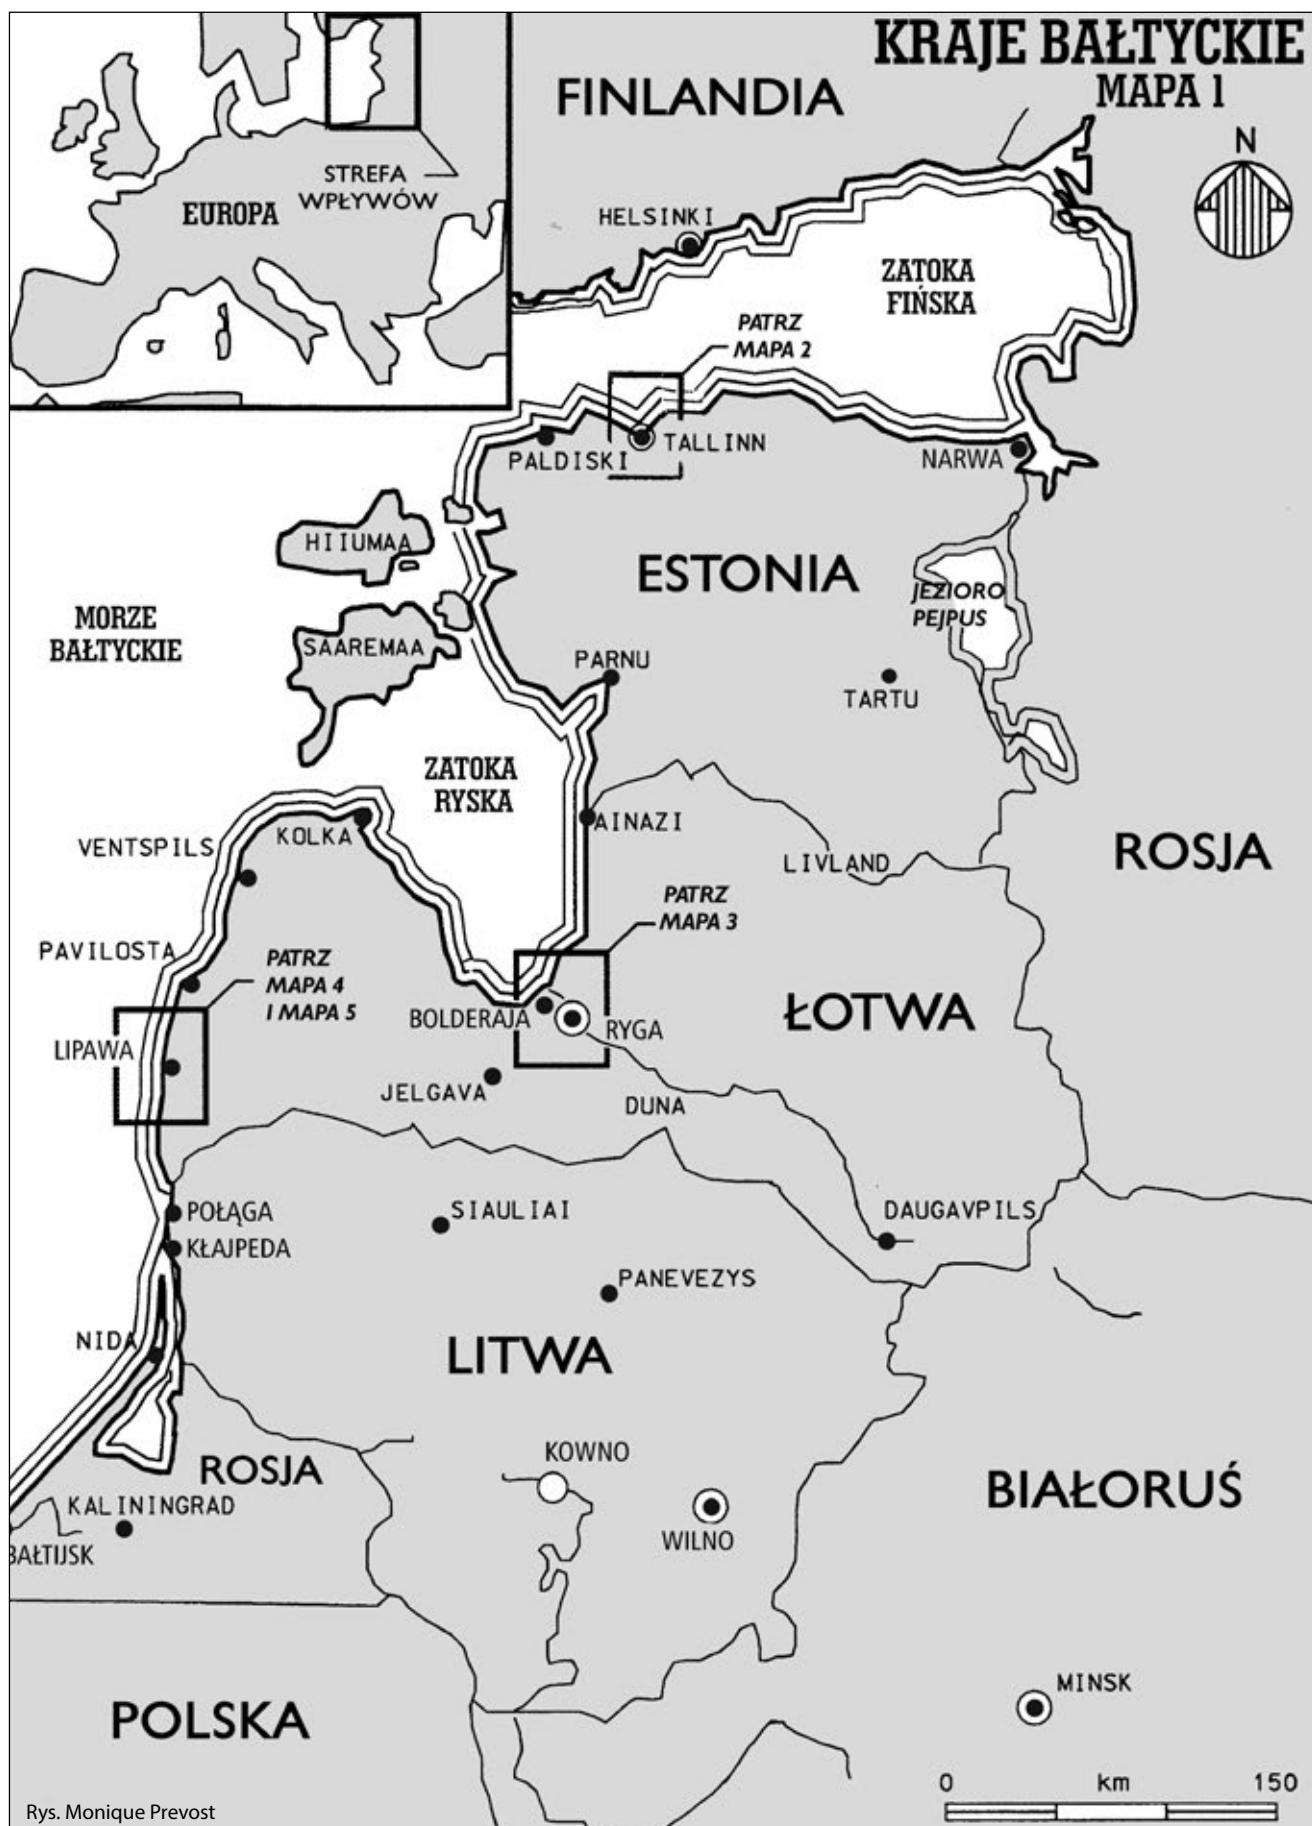 KRAJE BAŁTYCKIE
MAPA 1
FINLANDIA
N
STREFA
WPŁYWÓW
EUROPA
HELSINKI
ZATOKA
FIŃSKA
PATRZ
MAPA 2
TALLINN
PALDISKI
NARWA
HIIUMAA
ESTONIA
JEZIORO
PEJPUS
MORZE
BAŁTYCKIE
SAAREMAA
PARNU
TARTU
ZATOKA
RYSKA
AINAZI
KOLKA
VENTSPILS
LIVLAND
ROSJA
PATRZ
MAPA 3
PAVILOSTA
PATRZ
MAPA 4
I MAPA 5
ŁOTWA
BOLDERAJA
RYGA
LIPAWA
JELGAVA
DUNA
POŁĄGA
SIAULIAI
DAUGAVPILS
KŁAJPEDA
PANEVEZYS
NIDA
LITWA
KOWNO
ROSJA
BIAŁORUŚ
KALININGRAD
WILNO
BAŁTIJSK
MINSK
POLSKA
0 km 150
Rys. Monique Prevost